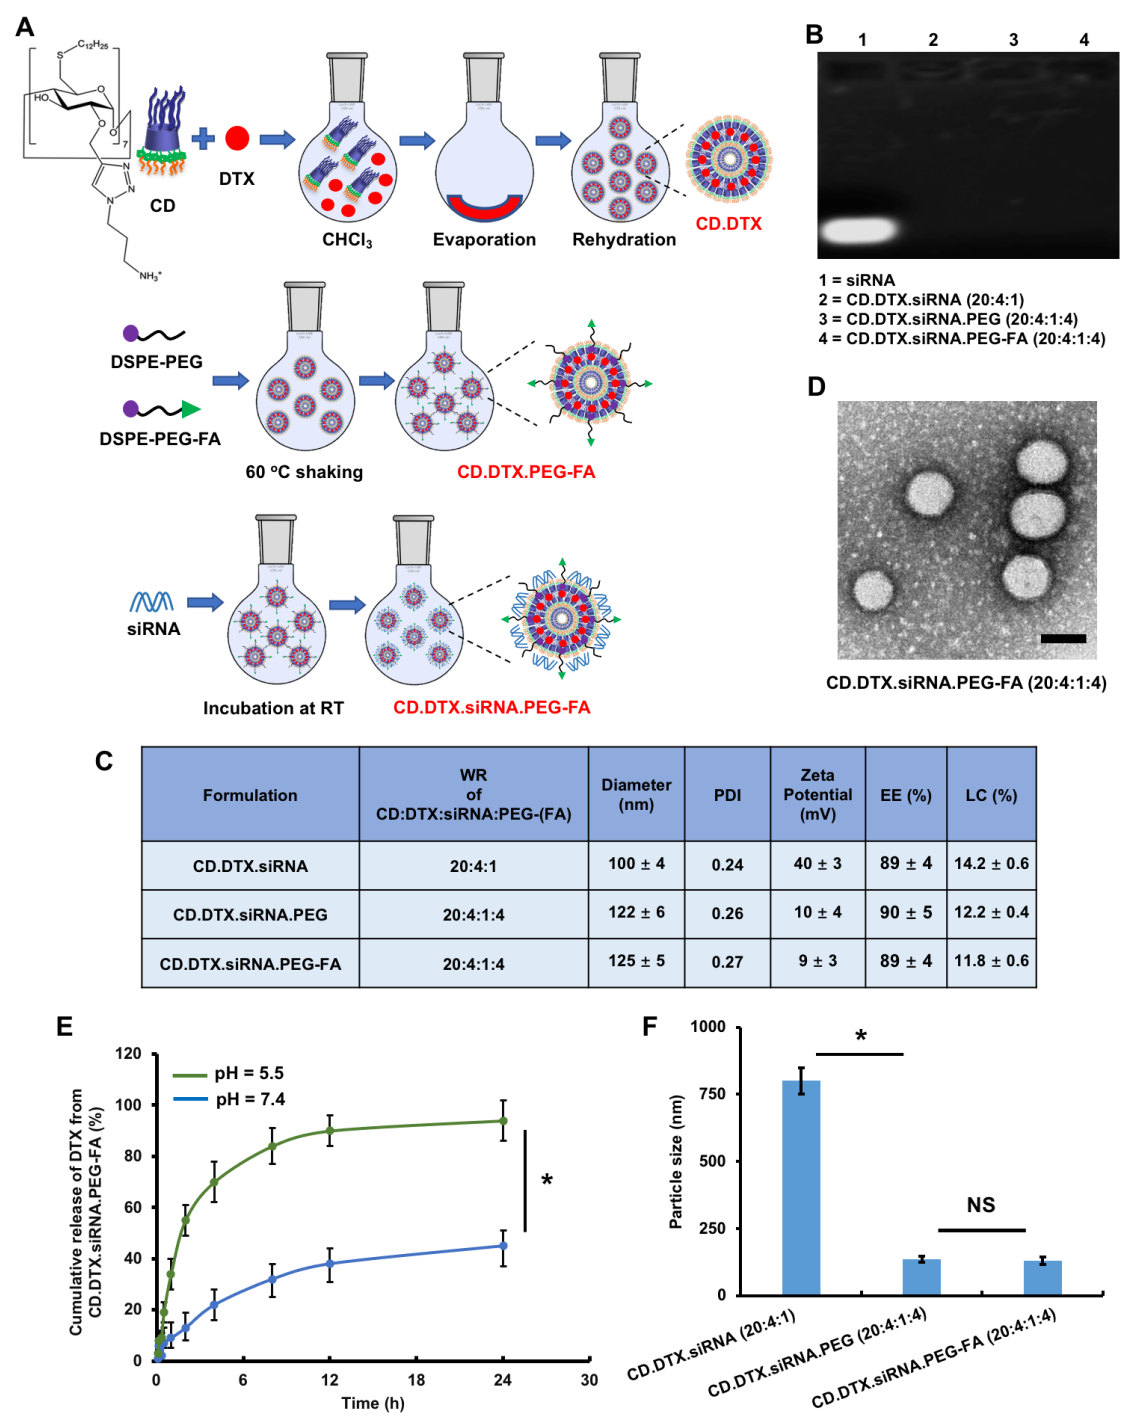 A
S
C12H25
O
HO
O
O
7
N
N
N
NH3+
CD
DTX
CHCl3
Evaporation
Rehydration
CD.DTX
DSPE-PEG
DSPE-PEG-FA
60 oC shaking
CD.DTX.PEG-FA
siRNA
Incubation at RT
CD.DTX.siRNA.PEG-FA
B
1 2 3 4
1 = siRNA
2 = CD.DTX.siRNA (20:4:1)
3 = CD.DTX.siRNA.PEG (20:4:1:4)
4 = CD.DTX.siRNA.PEG-FA (20:4:1:4)
D
CD.DTX.siRNA.PEG-FA (20:4:1:4)
C
Formulation
WR
of
CD:DTX:siRNA:PEG-(FA)
Diameter
(nm)
PDI
Zeta
Potential
(mV)
EE (%)
LC (%)
CD.DTX.siRNA 20:4:1 100 ± 4 0.24 40 ± 3 89 ± 4 14.2 ± 0.6
CD.DTX.siRNA.PEG 20:4:1:4 122 ± 6 0.26 10 ± 4 90 ± 5 12.2 ± 0.4
CD.DTX.siRNA.PEG-FA 20:4:1:4 125 ± 5 0.27 9 ± 3 89 ± 4 11.8 ± 0.6
E
Cumulative release of DTX from
CD.DTX.siRNA.PEG-FA (%)
120
100
80
60
40
20
0
pH = 5.5
pH = 7.4
*
0 6 12 18 24 30
Time (h)
F
Particle size (nm)
1000
750
500
250
0
*
NS
CD.DTX.siRNA (20:4:1)
CD.DTX.siRNA.PEG (20:4:1:4)
CD.DTX.siRNA.PEG-FA (20:4:1:4)